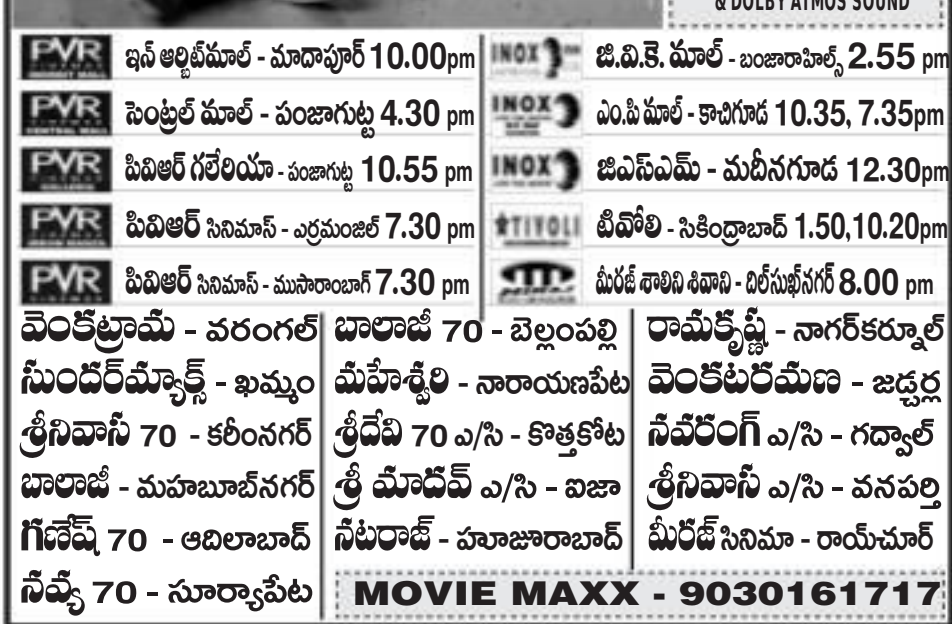 & DOLBY ATMOS SOUND
PVR ఇన్ ఆర్బిట్‌మాల్ - మాదాపూర్ 10.00pm
PVR CENTRAL MALL సెంట్రల్ మాల్ - పంజాగుట్ట 4.30 pm
PVR పివిఆర్ గలేరియా - పంజాగుట్ట 10.55 pm
PVR పివిఆర్ సినిమాస్ - ఎర్రమంజిల్ 7.30 pm
PVR పివిఆర్ సినిమాస్ - ముసారాంబాగ్ 7.30 pm
INOX జి.వి.కె. మాల్ - బంజారాహిల్స్ 2.55 pm
INOX ఎం.పి మాల్ - కాచిగూడ 10.35, 7.35pm
INOX జిఎస్ఎమ్ - మదీనగూడ 12.30pm
TIVOLI టివోలి - సికింద్రాబాద్ 1.50,10.20pm
మీరజ్ శాలిని శివాని - దిల్‌సుఖ్‌నగర్ 8.00 pm
వెంకట్రామ - వరంగల్
సుందర్‌మ్యాక్స్ - ఖమ్మం
శ్రీనివాస 70 - కరీంనగర్
బాలాజీ - మహబూబ్‌నగర్
గణేష్ 70 - ఆదిలాబాద్
నవ్య 70 - సూర్యాపేట
బాలాజీ 70 - బెల్లంపల్లి
మహేశ్వరి - నారాయణపేట
శ్రీదేవి 70 ఎ/సి - కొత్తకోట
శ్రీ మాదవ్ ఎ/సి - ఐజా
నటరాజ్ - హూజూరాబాద్
రామకృష్ణ - నాగర్‌కర్నూల్
వెంకటరమణ - జడ్చర్ల
నవరంగ్ ఎ/సి - గద్వాల్
శ్రీనివాస ఎ/సి - వనపర్తి
మీరజ్ సినిమా - రాయ్‌చూర్
MOVIE MAXX - 9030161717